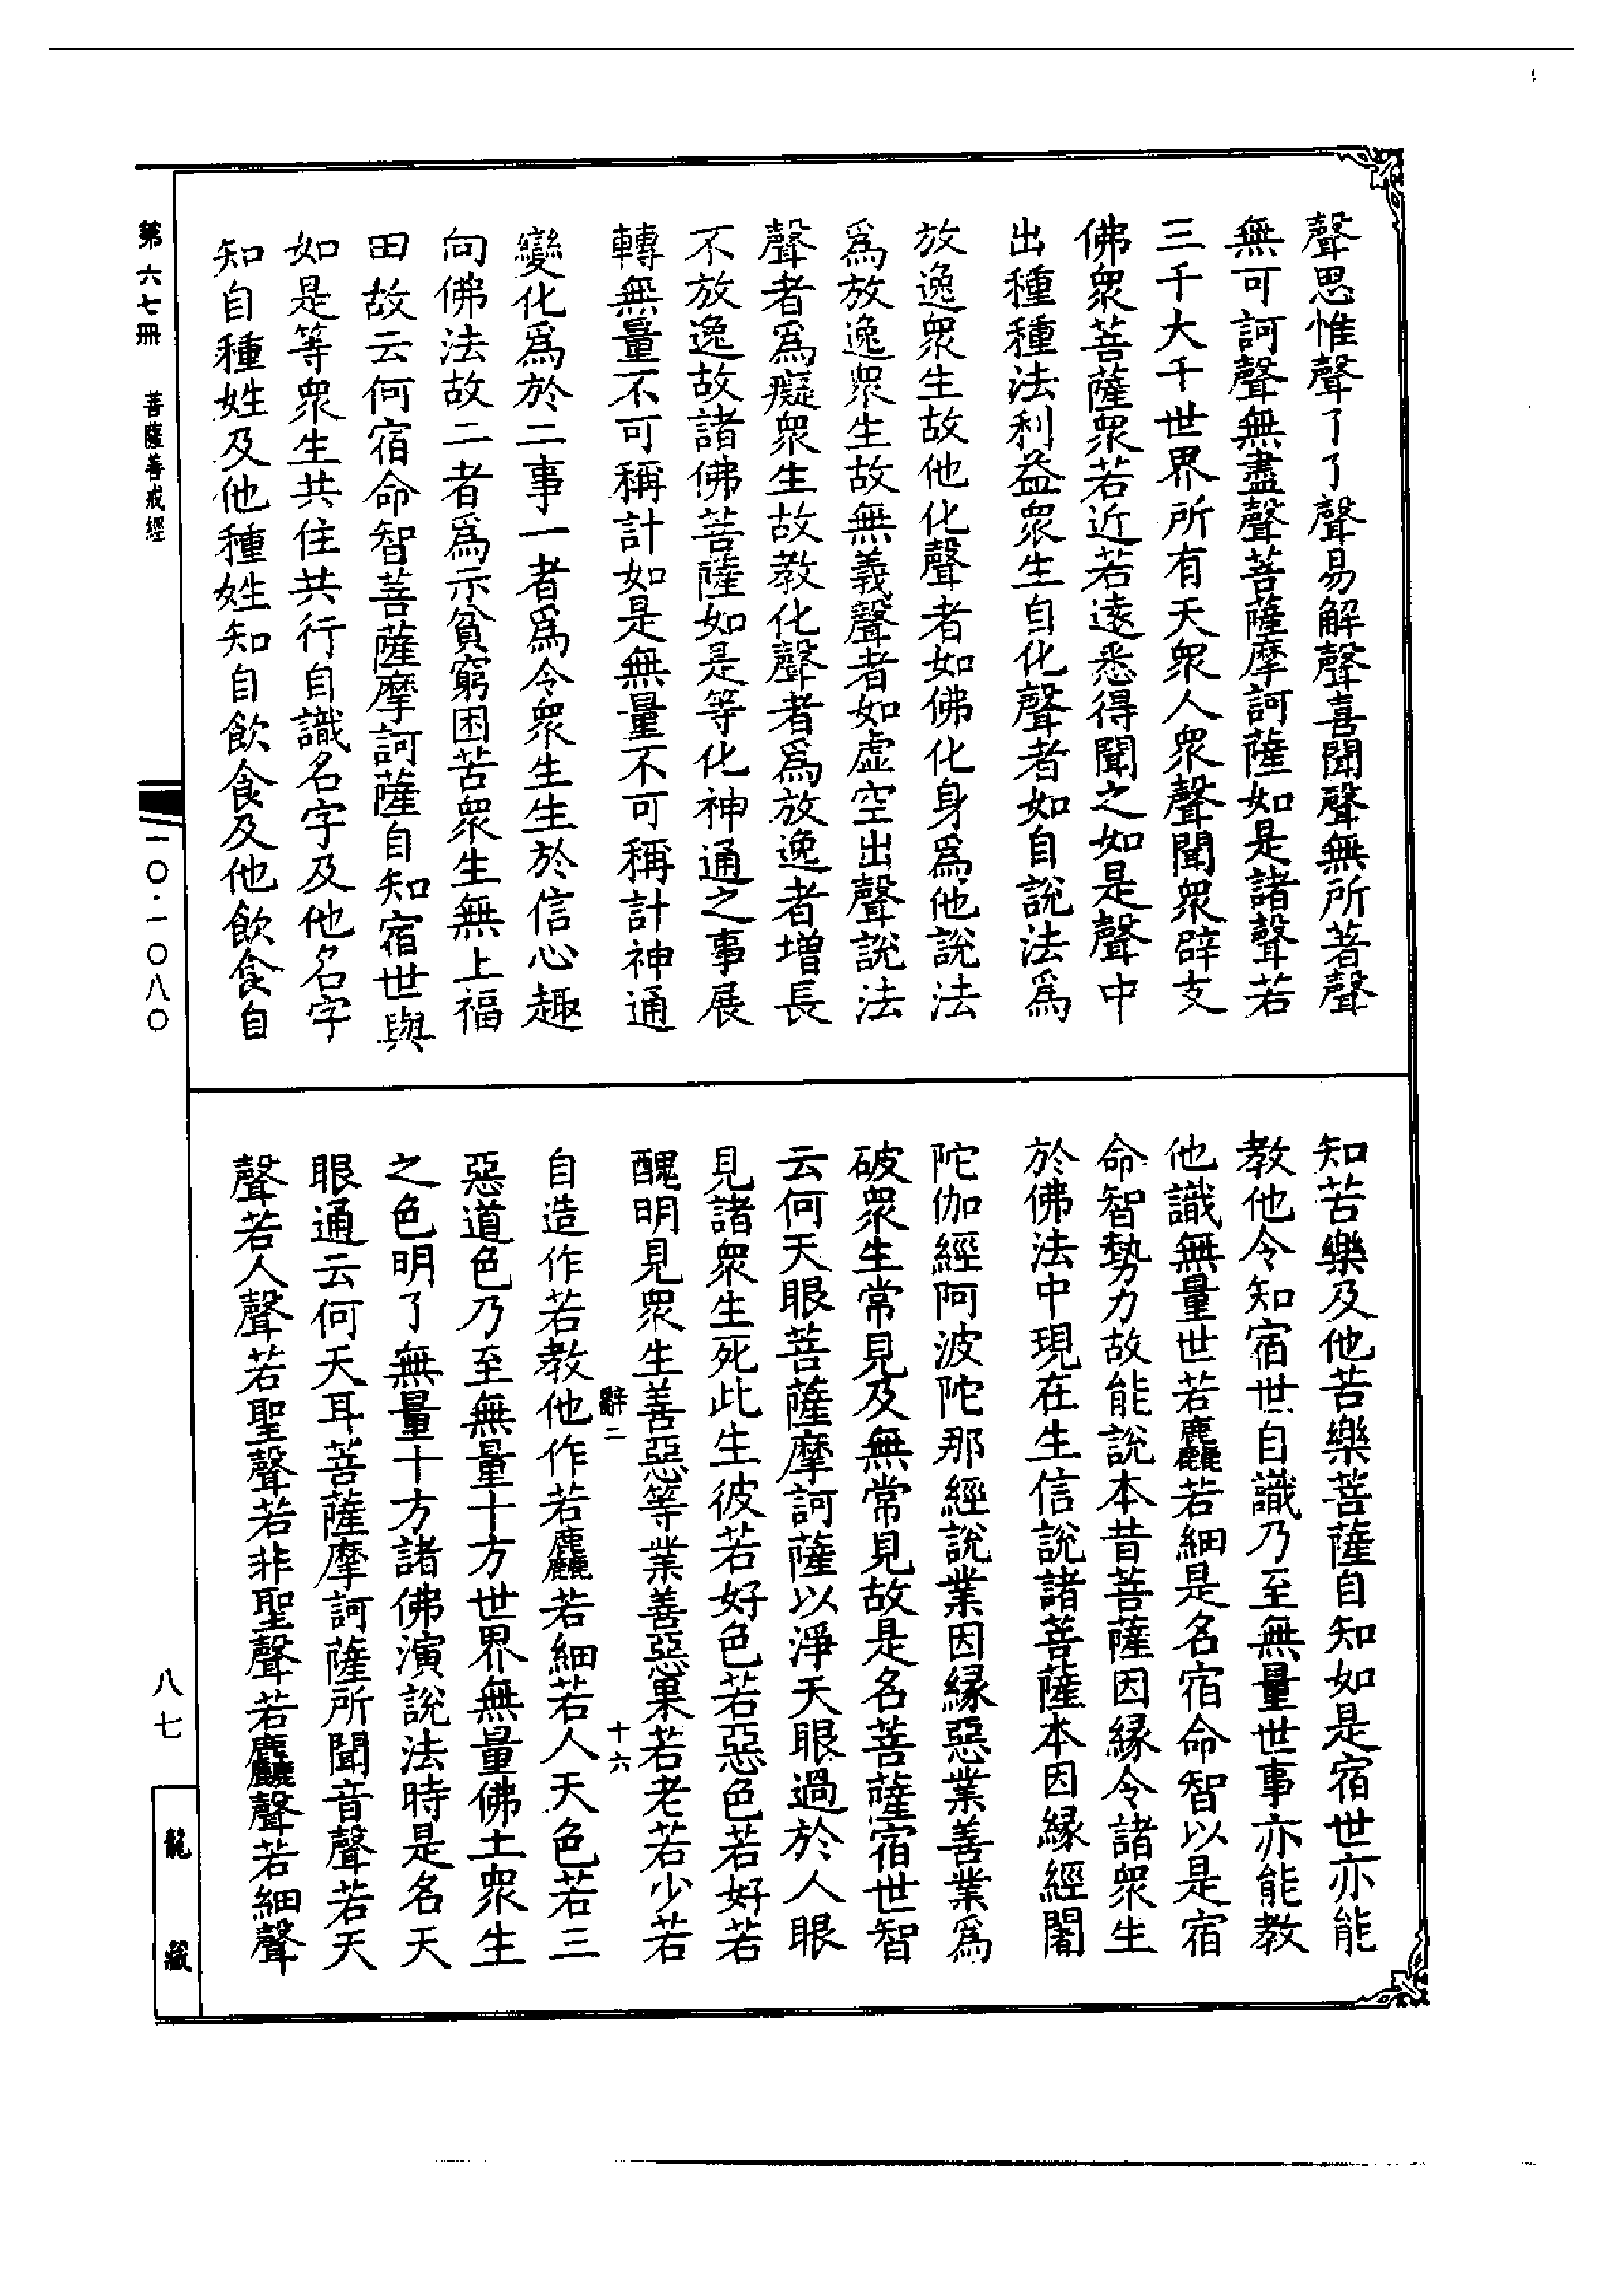 聲思惟聲了了聲易解聲喜聞聲無所著聲
無可訶聲無盡聲菩薩摩訶薩如是諸聲若
三千大千世界所有天衆人衆聲聞衆辟支
佛衆菩薩衆若近若遠悉得聞之如是聲中
出種種法利益衆生自化聲者如自說法爲
放逸衆生故他化聲者如佛化身爲他說法
爲放逸衆生故無義聲者如虛空出聲說法
聲者爲癡衆生故教化聲者爲放逸者增長
不放逸故諸佛菩薩如是等化神通之事展
轉無量不可稱計如是無量不可稱計神通
變化爲於二事一者爲令衆生生於信心趣
向佛法故二者爲示貧窮困苦衆生無上福
田故云何宿命智菩薩摩訶薩自知宿世與
如是等衆生共住共行自識名字及他名字
知自種姓及他種姓知自飲食及他飲食自
知苦樂及他苦樂菩薩自知如是宿世亦能
教他令知宿世自識乃至無量世事亦能教
他識無量世若麤若細是名宿命智以是宿
命智勢力故能說本昔菩薩因緣令諸衆生
於佛法中現在生信說諸菩薩本因緣經闍
陀伽經阿波陀那經說業因緣惡業善業爲
破衆生常見及無常見故是名菩薩宿世智
云何天眼菩薩摩訶薩以淨天眼過於人眼
見諸衆生死此生彼若好色若惡色若好若
醜明見衆生善惡等業善惡果若老若少若
辭二 十六
自造作若教他作若麤若細若人天色若三
惡道色乃至無量十方世界無量佛土衆生
之色明了無量十方諸佛演說法時是名天
眼通云何天耳菩薩摩訶薩所聞音聲若天
聲若人聲若聖聲若非聖聲若麤聲若細聲
第六七冊 菩薩善戒經
一〇·一〇八〇
八七
龍藏